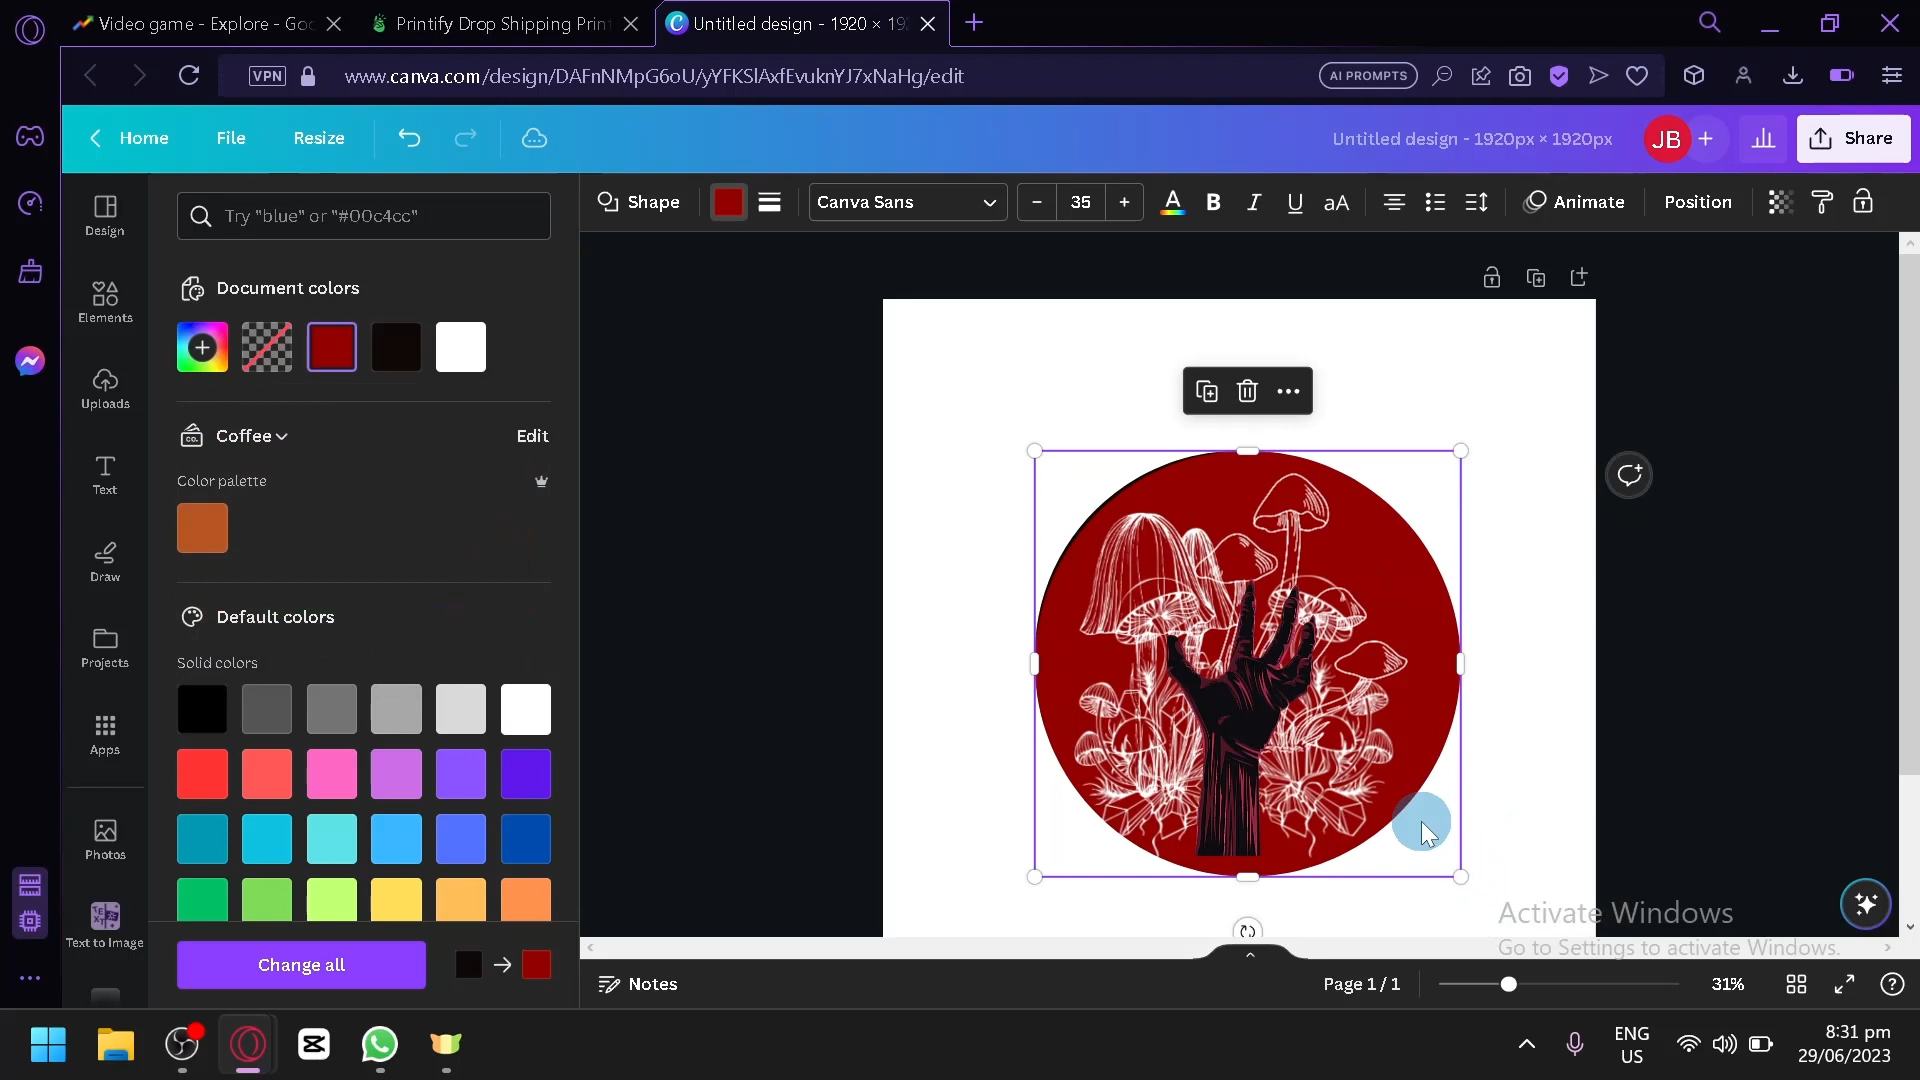 Video game - Explore - Goo
Printify Drop Shipping Print
Untitled design - 1920 × 19
VPN
www.canva.com/design/DAFnNMpG6oU/yYFKSlAxfEvuknYJ7xNaHg/edit
AI PROMPTS
Home
File
Resize
Untitled design - 1920px × 1920px
JB
+
Share
Design
Elements
Uploads
Text
Draw
Projects
Apps
Photos
Text to Image
Try "blue" or "#00c4cc"
Document colors
CO.
Coffee
Edit
Color palette
Default colors
Solid colors
Change all
Shape
Canva Sans
- 35 +
A B I U aA
Animate
Position
Activate Windows
Go to Settings to activate Windows.
Notes
Page 1 / 1
31%
ENG
US
8:31 pm
29/06/2023